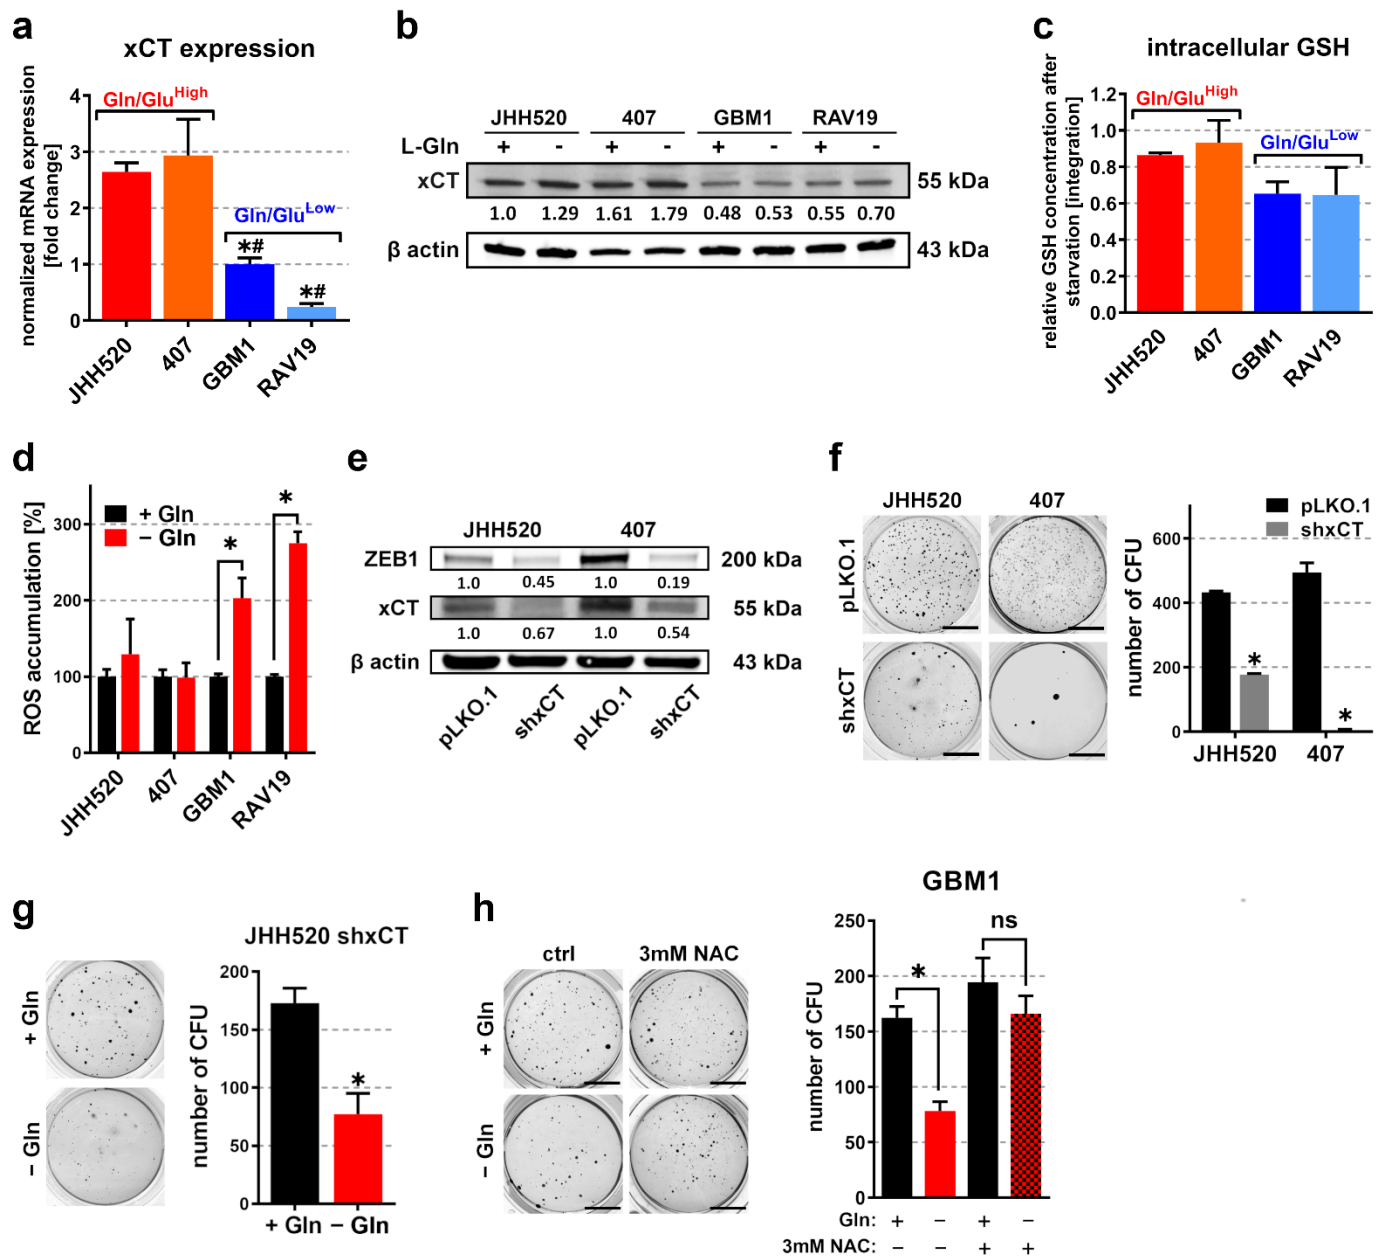 a
xCT expression
normalized mRNA expression
[fold change]
4
3
2
1
0
Gln/Glu^High
Gln/Glu^Low
*#
*#
JHH520
407
GBM1
RAV19
b
JHH520 407 GBM1 RAV19
L-Gln + - + - + - + -
xCT 55 kDa
1.0 1.29 1.61 1.79 0.48 0.53 0.55 0.70
β actin 43 kDa
c
intracellular GSH
relative GSH concentration after
starvation [integration]
1.2
1.0
0.8
0.6
0.4
0.2
0.0
Gln/Glu^High
Gln/Glu^Low
JHH520
407
GBM1
RAV19
d
ROS accumulation [%]
300
200
100
0
+ Gln
− Gln
*
*
JHH520
407
GBM1
RAV19
e
JHH520 407
ZEB1 200 kDa
1.0 0.45 1.0 0.19
xCT 55 kDa
1.0 0.67 1.0 0.54
β actin 43 kDa
pLKO.1
shxCT
pLKO.1
shxCT
f
JHH520 407
pLKO.1
shxCT
number of CFU
600
400
200
0
pLKO.1
shxCT
*
*
JHH520 407
g
+ Gln
− Gln
JHH520 shxCT
number of CFU
200
150
100
50
0
*
+ Gln − Gln
h
ctrl 3mM NAC
+ Gln
− Gln
GBM1
number of CFU
250
200
150
100
50
0
*
ns
Gln: + − + −
3mM NAC: − − + +